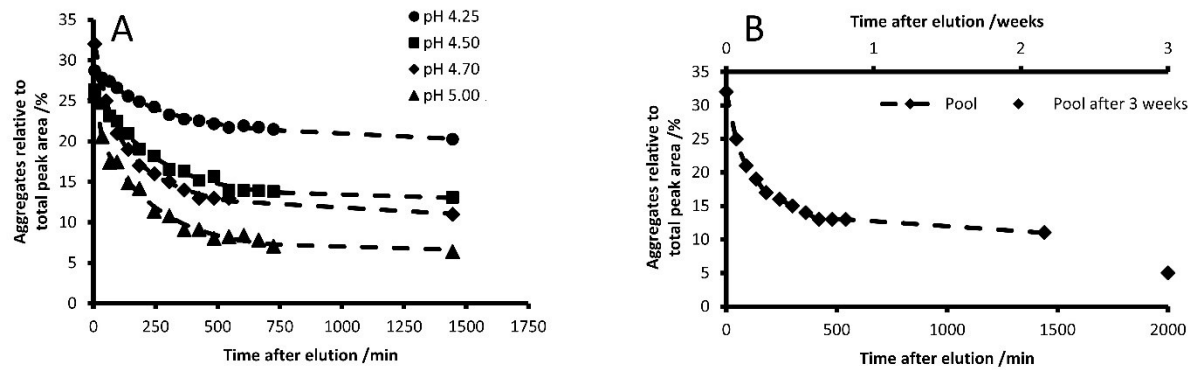 A
pH 4.25
pH 4.50
pH 4.70
pH 5.00
35
30
25
20
15
10
5
0
Aggregates relative to
total peak area /%
0 250 500 750 1000 1250 1500 1750
Time after elution /min
B
Time after elution /weeks
0 1 2 3
35
30
25
20
15
10
5
0
Aggregates relative to
total peak area /%
Pool Pool after 3 weeks
0 500 1000 1500 2000
Time after elution /min